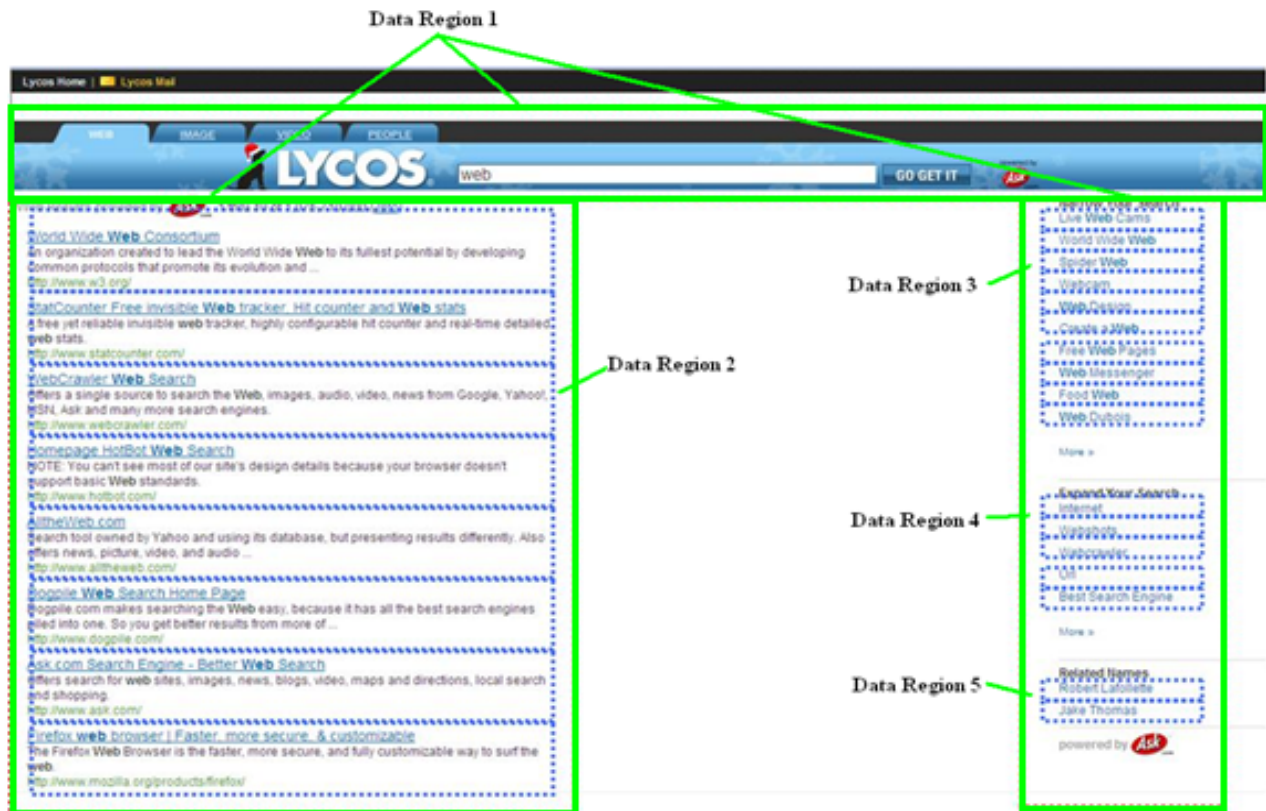 Data Region 1
Lycos Home | Lycos Mail
WEB IMAGE VIDEO PEOPLE
LYCOS web GO GET IT powered by Ask
Ask
World Wide Web Consortium
An organization created to lead the World Wide Web to its fullest potential by developing
common protocols that promote its evolution and ...
http://www.w3.org/
StatCounter Free invisible Web tracker, Hit counter and Web stats
A free yet reliable invisible web tracker, highly configurable hit counter and real-time detailed
web stats.
http://www.statcounter.com/
WebCrawler Web Search
Offers a single source to search the Web, images, audio, video, news from Google, Yahoo!,
MSN, Ask and many more search engines.
http://www.webcrawler.com/
Homepage HotBot Web Search
NOTE: You can't see most of our site's design details because your browser doesn't
support basic Web standards.
http://www.hotbot.com/
AlltheWeb.com
Search tool owned by Yahoo and using its database, but presenting results differently. Also
offers news, picture, video, and audio ...
http://www.alltheweb.com/
Dogpile Web Search Home Page
Dogpile.com makes searching the Web easy, because it has all the best search engines
piled into one. So you get better results from more of ...
http://www.dogpile.com/
Ask.com Search Engine - Better Web Search
Offers search for web sites, images, news, blogs, video, maps and directions, local search
and shopping.
http://www.ask.com/
Firefox web browser | Faster, more secure, & customizable
The Firefox Web Browser is the faster, more secure, and fully customizable way to surf the
web.
http://www.mozilla.org/products/firefox/
Data Region 2
Data Region 3
Narrow Your Search
Live Web Cams
World Wide Web
Spider Web
Webcam
Web Design
Create a Web
Free Web Pages
Web Messenger
Food Web
Web Dubois
More »
Data Region 4
Expand Your Search
Internet
Webshots
Webcrawler
Url
Best Search Engine
More »
Data Region 5
Related Names
Robert Lafollette
Jake Thomas
powered by Ask